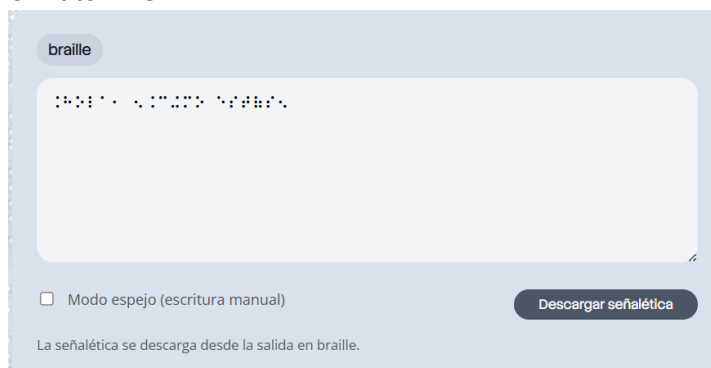 braille
⠨⠓⠕⠇⠁⠂ ⠢⠨⠉⠬⠍⠕ ⠑⠎⠞⠷⠎⠢
Modo espejo (escritura manual)
Descargar señalética
La señalética se descarga desde la salida en braille.